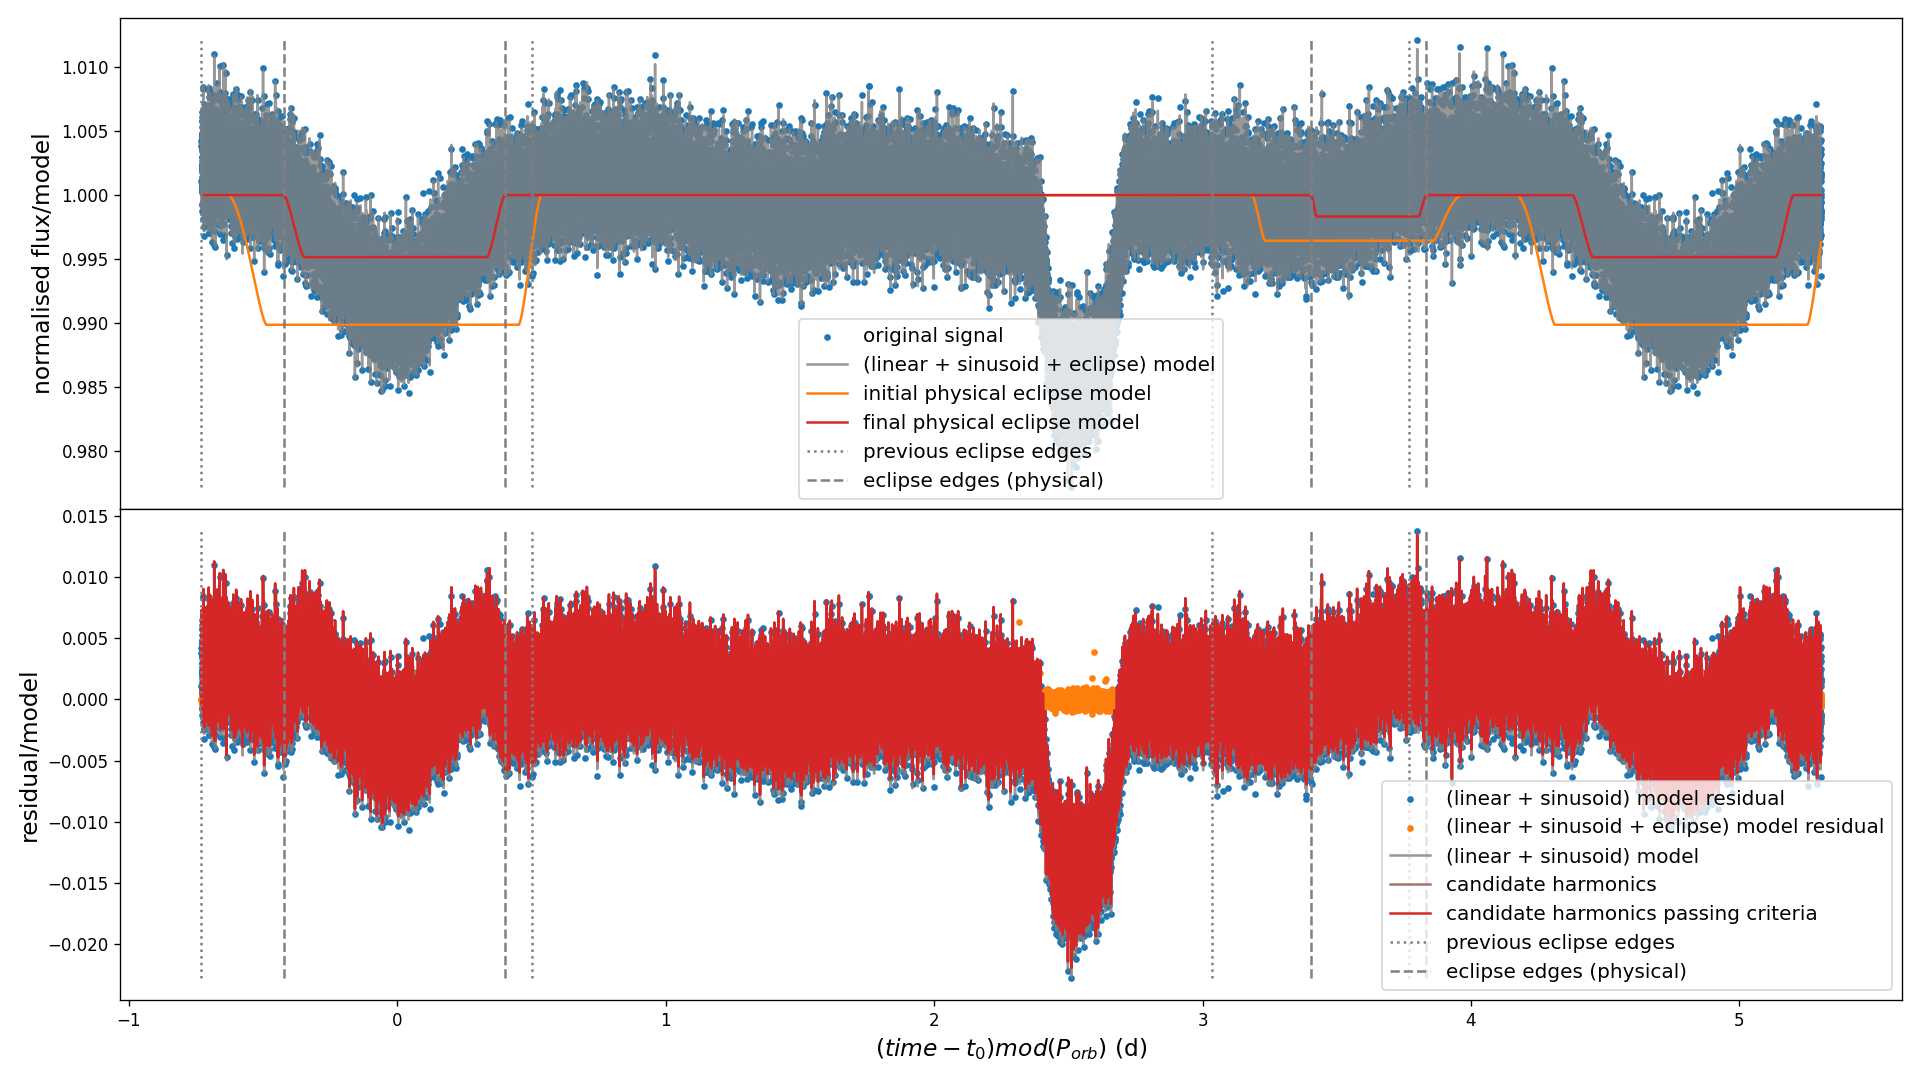 normalised flux/model
1.010
1.005
1.000
0.995
0.990
0.985
0.980
original signal
(linear + sinusoid + eclipse) model
initial physical eclipse model
final physical eclipse model
previous eclipse edges
eclipse edges (physical)
residual/model
0.015
0.010
0.005
0.000
−0.005
−0.010
−0.015
−0.020
(linear + sinusoid) model residual
(linear + sinusoid + eclipse) model residual
(linear + sinusoid) model
candidate harmonics
candidate harmonics passing criteria
previous eclipse edges
eclipse edges (physical)
−1 0 1 2 3 4 5
(time − t₀)mod(Pₒᵣb) (d)